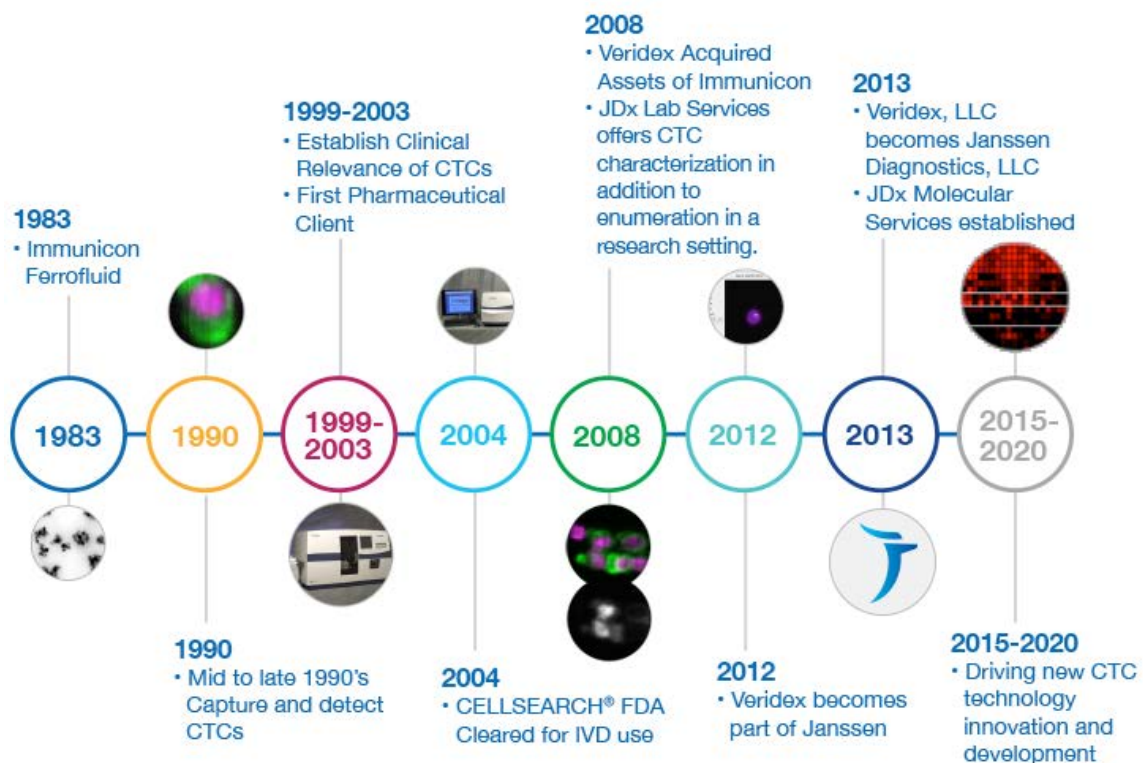 2008
• Veridex Acquired
Assets of Immunicon
• JDx Lab Services
offers CTC
characterization in
addition to
enumeration in a
research setting.
2013
• Veridex, LLC
becomes Janssen
Diagnostics, LLC
• JDx Molecular
Services established
1999-2003
• Establish Clinical
Relevance of CTCs
• First Pharmaceutical
Client
1983
• Immunicon
Ferrofluid
1983
1990
1999-
2003
2004
2008
2012
2013
2015-
2020
1990
• Mid to late 1990's
Capture and detect
CTCs
2004
• CELLSEARCH® FDA
Cleared for IVD use
2012
• Veridex becomes
part of Janssen
2015-2020
• Driving new CTC
technology
innovation and
development